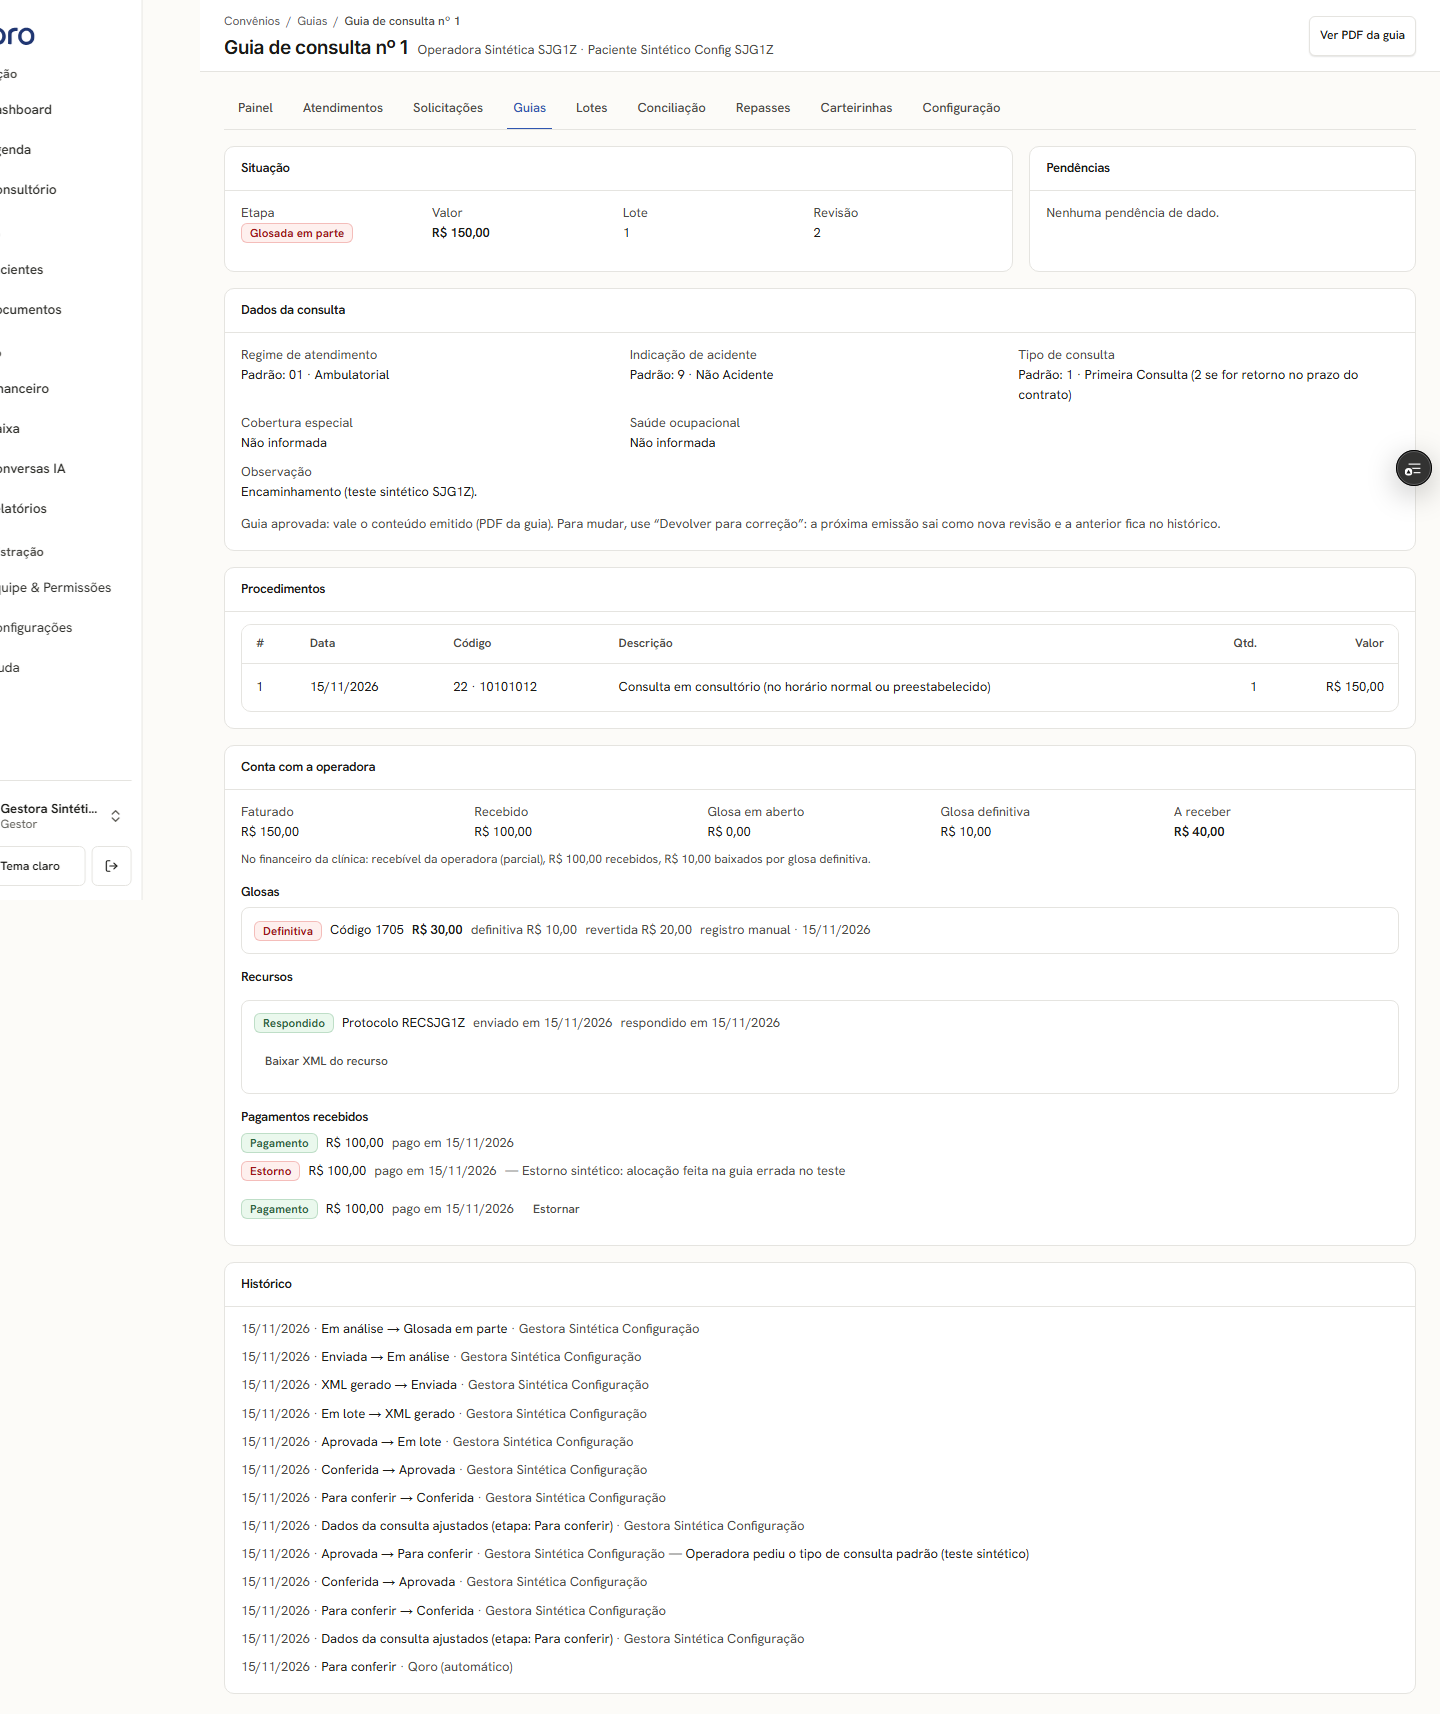 oro
ção
ashboard
genda
onsultório
cientes
ocumentos
o
nanceiro
aixa
onversas IA
elatórios
stração
quipe & Permissões
onfigurações
uda
Gestora Sintéti...
Gestor
Tema claro
Convênios / Guias / Guia de consulta nº 1
Guia de consulta nº 1 Operadora Sintética SJG1Z · Paciente Sintético Config SJG1Z
Ver PDF da guia
Painel Atendimentos Solicitações Guias Lotes Conciliação Repasses Carteirinhas Configuração
Situação
Etapa Valor Lote Revisão
Glosada em parte R$ 150,00 1 2
Pendências
Nenhuma pendência de dado.
Dados da consulta
Regime de atendimento Indicação de acidente Tipo de consulta
Padrão: 01 · Ambulatorial Padrão: 9 · Não Acidente Padrão: 1 · Primeira Consulta (2 se for retorno no prazo do
contrato)
Cobertura especial Saúde ocupacional
Não informada Não informada
Observação
Encaminhamento (teste sintético SJG1Z).
Guia aprovada: vale o conteúdo emitido (PDF da guia). Para mudar, use “Devolver para correção”: a próxima emissão sai como nova revisão e a anterior fica no histórico.
Procedimentos
# Data Código Descrição Qtd. Valor
1 15/11/2026 22 · 10101012 Consulta em consultório (no horário normal ou preestabelecido) 1 R$ 150,00
Conta com a operadora
Faturado Recebido Glosa em aberto Glosa definitiva A receber
R$ 150,00 R$ 100,00 R$ 0,00 R$ 10,00 R$ 40,00
No financeiro da clínica: recebível da operadora (parcial), R$ 100,00 recebidos, R$ 10,00 baixados por glosa definitiva.
Glosas
Definitiva Código 1705 R$ 30,00 definitiva R$ 10,00 revertida R$ 20,00 registro manual · 15/11/2026
Recursos
Respondido Protocolo RECSJG1Z enviado em 15/11/2026 respondido em 15/11/2026
Baixar XML do recurso
Pagamentos recebidos
Pagamento R$ 100,00 pago em 15/11/2026
Estorno R$ 100,00 pago em 15/11/2026 — Estorno sintético: alocação feita na guia errada no teste
Pagamento R$ 100,00 pago em 15/11/2026 Estornar
Histórico
15/11/2026 · Em análise → Glosada em parte · Gestora Sintética Configuração
15/11/2026 · Enviada → Em análise · Gestora Sintética Configuração
15/11/2026 · XML gerado → Enviada · Gestora Sintética Configuração
15/11/2026 · Em lote → XML gerado · Gestora Sintética Configuração
15/11/2026 · Aprovada → Em lote · Gestora Sintética Configuração
15/11/2026 · Conferida → Aprovada · Gestora Sintética Configuração
15/11/2026 · Para conferir → Conferida · Gestora Sintética Configuração
15/11/2026 · Dados da consulta ajustados (etapa: Para conferir) · Gestora Sintética Configuração
15/11/2026 · Aprovada → Para conferir · Gestora Sintética Configuração — Operadora pediu o tipo de consulta padrão (teste sintético)
15/11/2026 · Conferida → Aprovada · Gestora Sintética Configuração
15/11/2026 · Para conferir → Conferida · Gestora Sintética Configuração
15/11/2026 · Dados da consulta ajustados (etapa: Para conferir) · Gestora Sintética Configuração
15/11/2026 · Para conferir · Qoro (automático)